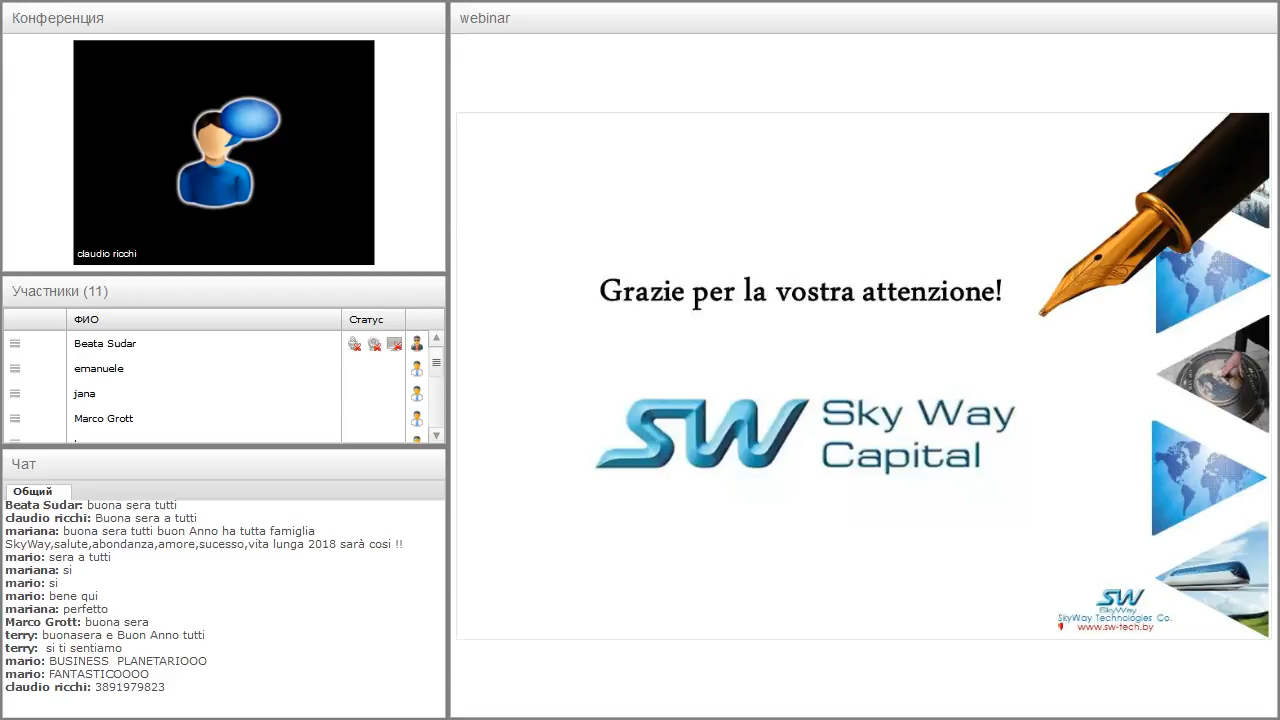 Конференция
claudio ricchi
Участники (11)
ФИО
Статус
Beata Sudar
emanuele
jana
Marco Grott
Чат
Общий
Beata Sudar: buona sera tutti
claudio ricchi: Buona sera a tutti
mariana: buona sera tutti buon Anno ha tutta famiglia
SkyWay,salute,abondanza,amore,sucesso,vita lunga 2018 sarà cosi !!
mario: sera a tutti
mariana: si
mario: si
mario: bene qui
mariana: perfetto
Marco Grott: buona sera
terry: buonasera e Buon Anno tutti
terry: si ti sentiamo
mario: BUSINESS PLANETARIOOO
mario: FANTASTICOOOO
claudio ricchi: 3891979823
webinar
Grazie per la vostra attenzione!
SW Sky Way
Capital
SW
SkyWay
SkyWay Technologies Co.
www.sw-tech.by